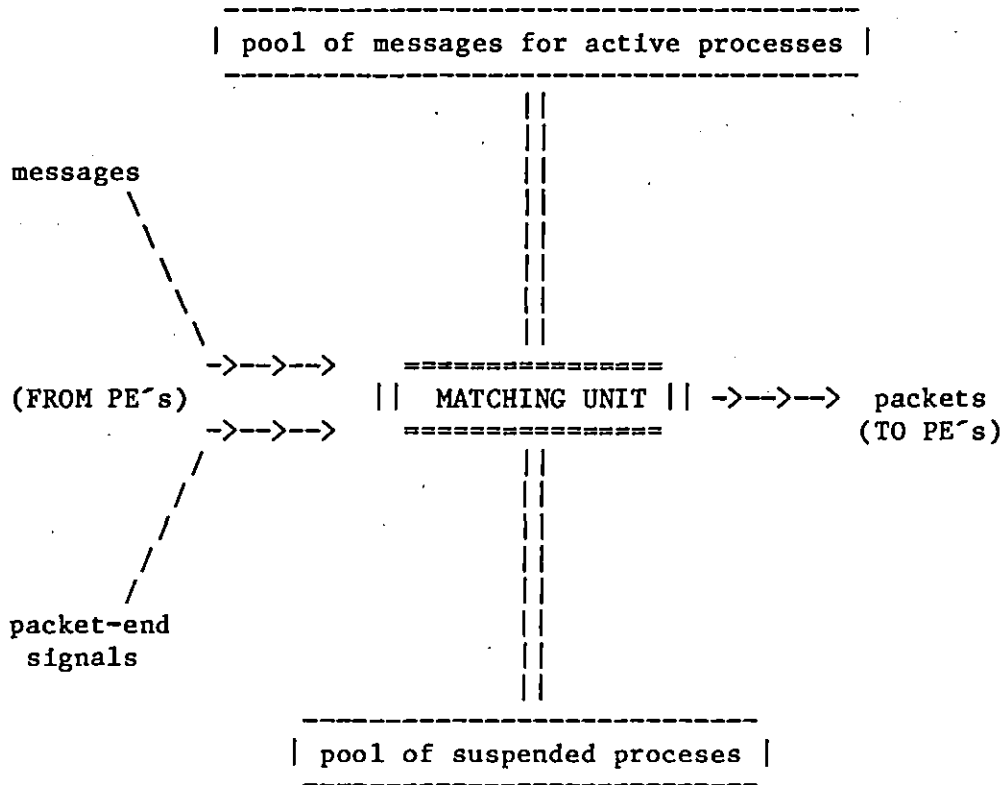 pool of messages for active processes
messages
(FROM PE´s)
MATCHING UNIT
packets
(TO PE´s)
packet-end
signals
pool of suspended proceses